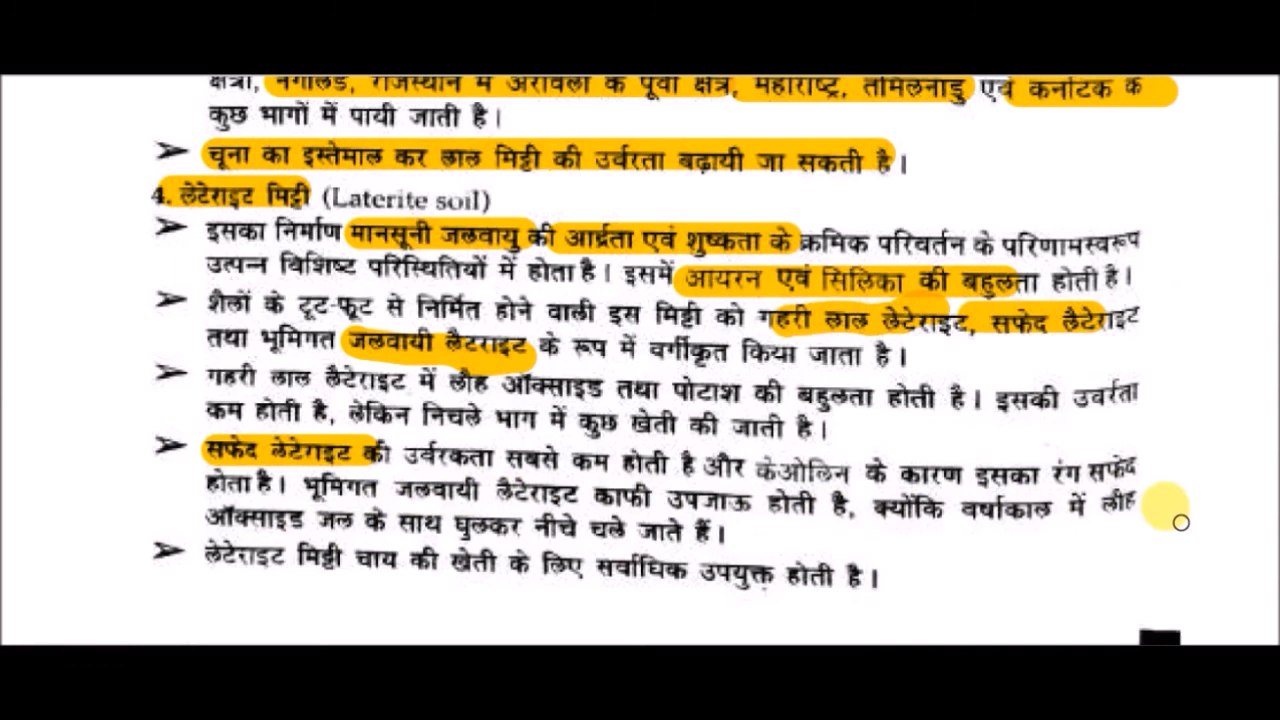 क्षेत्रों, नगालैंड, राजस्थान में अरावली के पूर्वी क्षेत्र, महाराष्ट्र, तमिलनाडु एवं कर्नाटक के
कुछ भागों में पायी जाती है।
➤ चूना का इस्तेमाल कर लाल मिट्टी की उर्वरता बढ़ायी जा सकती है।
4. लेटेराइट मिट्टी (Laterite soil)
➤ इसका निर्माण मानसूनी जलवायु की आर्द्रता एवं शुष्कता के क्रमिक परिवर्तन के परिणामस्वरूप
उत्पन्न विशिष्ट परिस्थितियों में होता है। इसमें आयरन एवं सिलिका की बहुलता होती है।
➤ शैलों के टूट-फूट से निर्मित होने वाली इस मिट्टी को गहरी लाल लेटेराइट, सफेद लैटेराइट
तथा भूमिगत जलवायी लैटराइट के रूप में वर्गीकृत किया जाता है।
➤ गहरी लाल लैटेराइट में लौह ऑक्साइड तथा पोटाश की बहुलता होती है। इसकी उवर्रता
कम होती है, लेकिन निचले भाग में कुछ खेती की जाती है।
➤ सफेद लेटेराइट की उर्वरकता सबसे कम होती है और केओलिन के कारण इसका रंग सफेद
होता है। भूमिगत जलवायी लैटेराइट काफी उपजाऊ होती है, क्योंकि वर्षाकाल में लौह
ऑक्साइड जल के साथ घुलकर नीचे चले जाते हैं।
➤ लेटेराइट मिट्टी चाय की खेती के लिए सर्वाधिक उपयुक्त होती है।